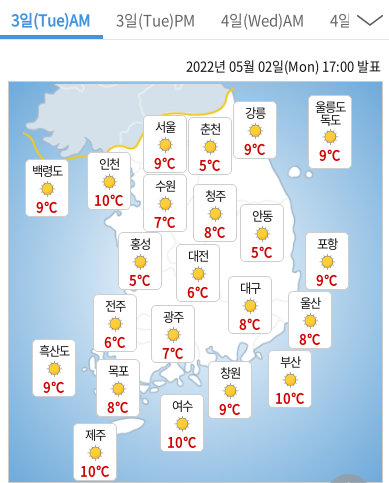 3일(Tue)AM 3일(Tue)PM 4일(Wed)AM 4일
2022년 05월 02일(Mon) 17:00 발표
울릉도
독도
9℃
강릉
9℃
서울
9℃
춘천
5℃
백령도
9℃
인천
10℃
수원
7℃
청주
8℃
안동
5℃
홍성
5℃
대전
6℃
포항
9℃
대구
8℃
전주
6℃
광주
7℃
울산
8℃
흑산도
9℃
목포
8℃
창원
9℃
부산
10℃
여수
10℃
제주
10℃